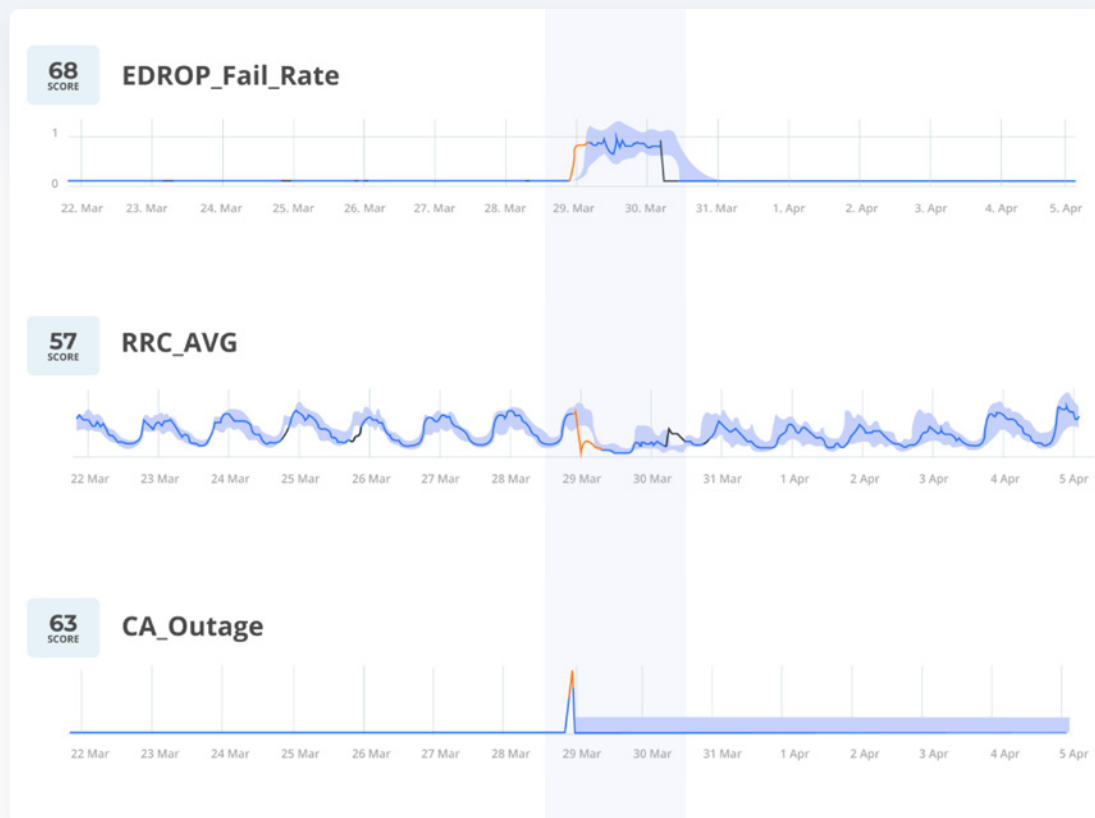 68
SCORE
EDROP_Fail_Rate
1
0
22. Mar 23. Mar 24. Mar 25. Mar 26. Mar 27. Mar 28. Mar 29. Mar 30. Mar 31. Mar 1. Apr 2. Apr 3. Apr 4. Apr 5. Apr
57
SCORE
RRC_AVG
22 Mar 23 Mar 24 Mar 25 Mar 26 Mar 27 Mar 28 Mar 29 Mar 30 Mar 31 Mar 1 Apr 2 Apr 3 Apr 4 Apr 5 Apr
63
SCORE
CA_Outage
22 Mar 23 Mar 24 Mar 25 Mar 26 Mar 27 Mar 28 Mar 29 Mar 30 Mar 31 Mar 1 Apr 2 Apr 3 Apr 4 Apr 5 Apr